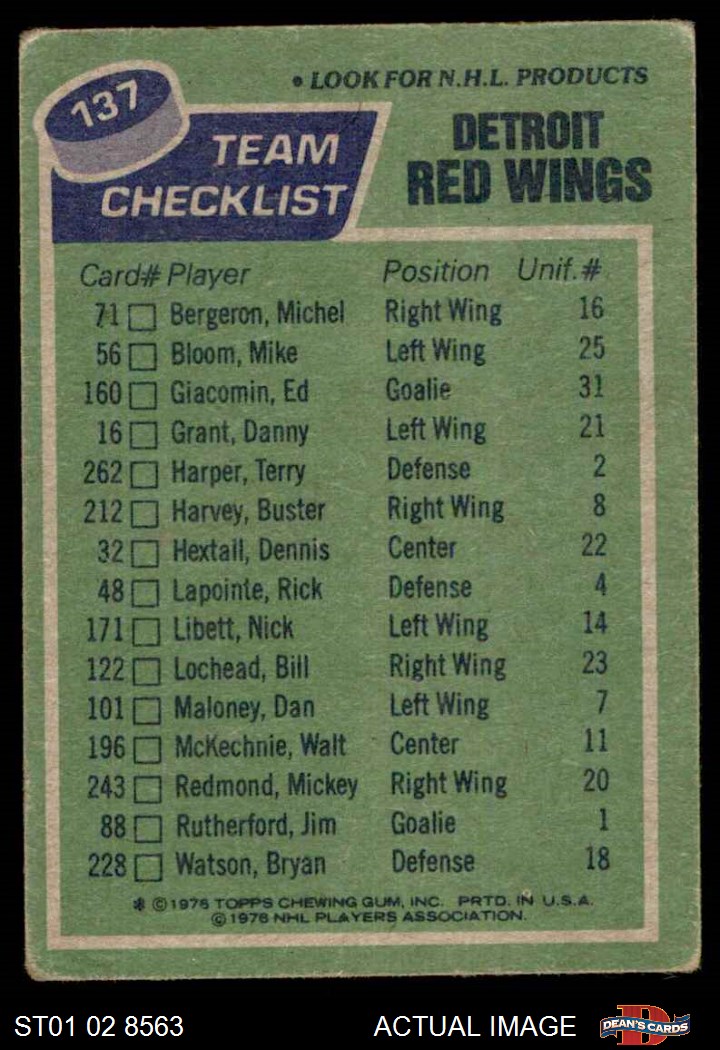 • LOOK FOR N.H.L. PRODUCTS
137
TEAM CHECKLIST
DETROIT
RED WINGS
Card# Player Position Unif.#
71 Bergeron, Michel Right Wing 16
56 Bloom, Mike Left Wing 25
160 Giacomin, Ed Goalie 31
16 Grant, Danny Left Wing 21
262 Harper, Terry Defense 2
212 Harvey, Buster Right Wing 8
32 Hextall, Dennis Center 22
48 Lapointe, Rick Defense 4
171 Libett, Nick Left Wing 14
122 Lochead, Bill Right Wing 23
101 Maloney, Dan Left Wing 7
196 McKechnie, Walt Center 11
243 Redmond, Mickey Right Wing 20
88 Rutherford, Jim Goalie 1
228 Watson, Bryan Defense 18
* ©1976 TOPPS CHEWING GUM, INC. PRTD. IN U.S.A.
©1976 NHL PLAYERS ASSOCIATION.
ST01 02 8563 ACTUAL IMAGE DEAN'S CARDS